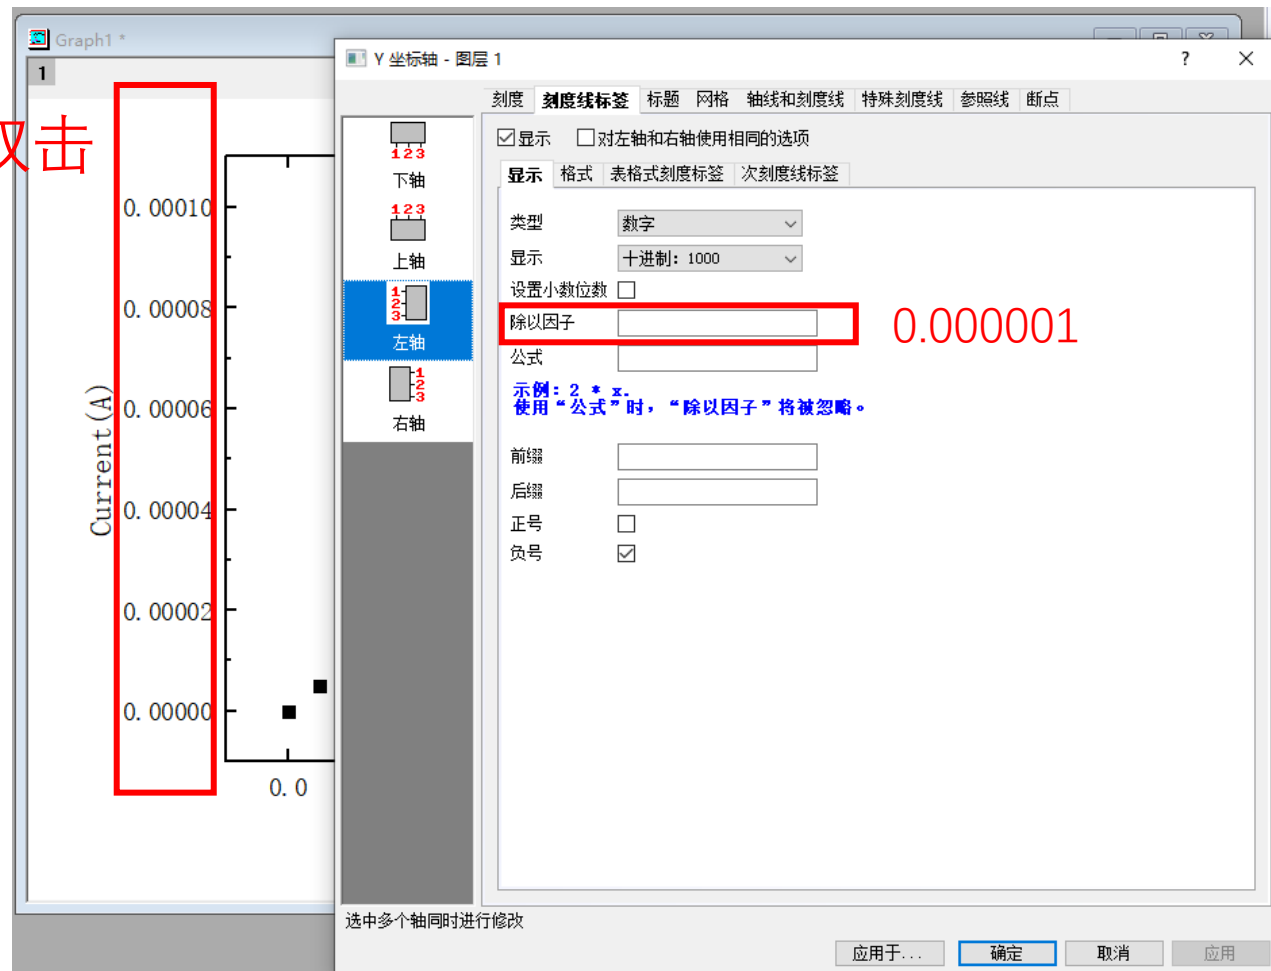 Graph1 *
1
双击
0.00010
0.00008
0.00006
0.00004
0.00002
0.00000
Current(A)
0.0
Y 坐标轴 - 图层 1
?
刻度 刻度线标签 标题 网格 轴线和刻度线 特殊刻度线 参照线 断点
显示 对左轴和右轴使用相同的选项
显示 格式 表格式刻度标签 次刻度线标签
123
下轴
123
上轴
1
2
3
左轴
1
2
3
右轴
类型 数字
显示 十进制: 1000
设置小数位数
除以因子
0.000001
公式
示例: 2 * x.
使用“公式”时,“除以因子”将被忽略。
前缀
后缀
正号
负号
选中多个轴同时进行修改
应用于... 确定 取消 应用